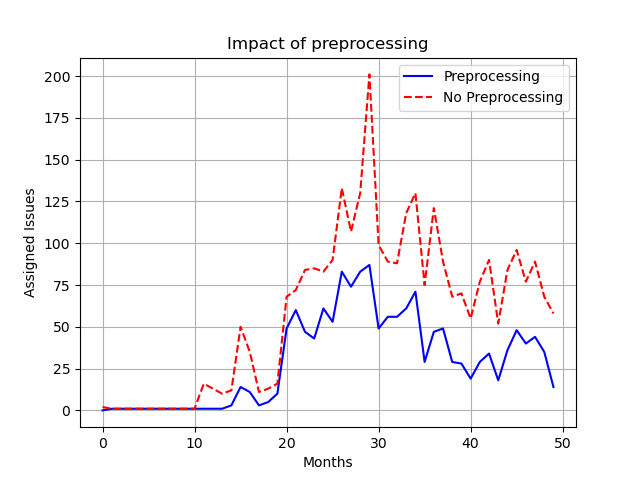 Impact of preprocessing
Preprocessing
No Preprocessing
200
175
150
125
100
75
50
25
0
Assigned Issues
0 10 20 30 40 50
Months